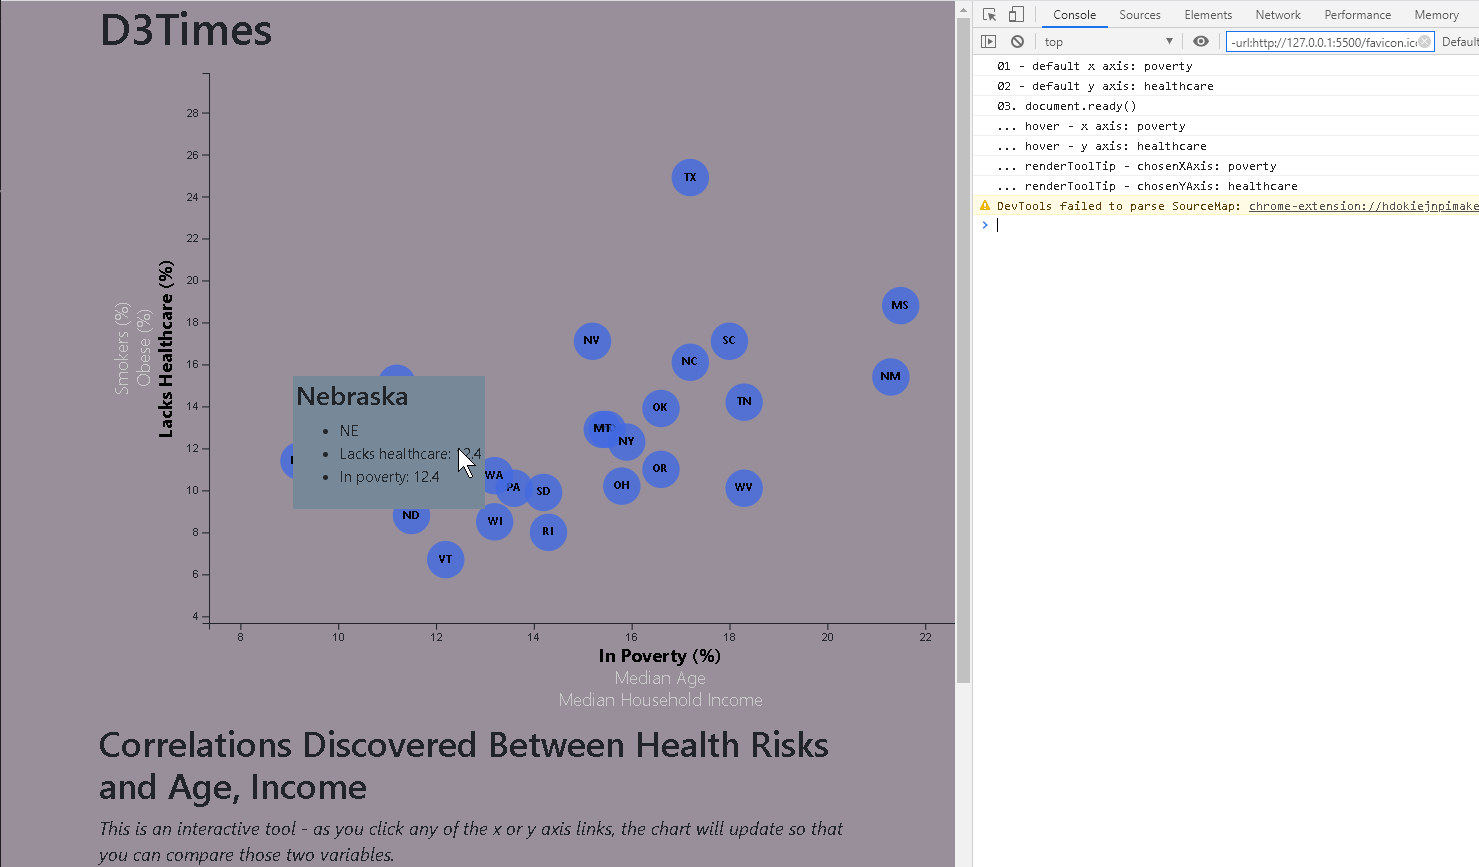 D3Times
28
26
24
22
20
18
16
14
12
10
8
6
4
Smokers (%)
Obese (%)
Lacks Healthcare (%)
TX
MS
NV
SC
NC
NM
OK
TN
MT
NY
OR
OH
WV
WA
PA
SD
ND
WI
RI
VT
Nebraska
• NE
• Lacks healthcare: 12.4
• In poverty: 12.4
8 10 12 14 16 18 20 22
In Poverty (%)
Median Age
Median Household Income
Correlations Discovered Between Health Risks
and Age, Income
This is an interactive tool - as you click any of the x or y axis links, the chart will update so that
you can compare those two variables.
Console Sources Elements Network Performance Memory
top -url:http://127.0.0.1:5500/favicon.ico Default
01 - default x axis: poverty
02 - default y axis: healthcare
03. document.ready()
... hover - x axis: poverty
... hover - y axis: healthcare
... renderToolTip - chosenXAxis: poverty
... renderToolTip - chosenYAxis: healthcare
DevTools failed to parse SourceMap: chrome-extension://hdokiejnpimake